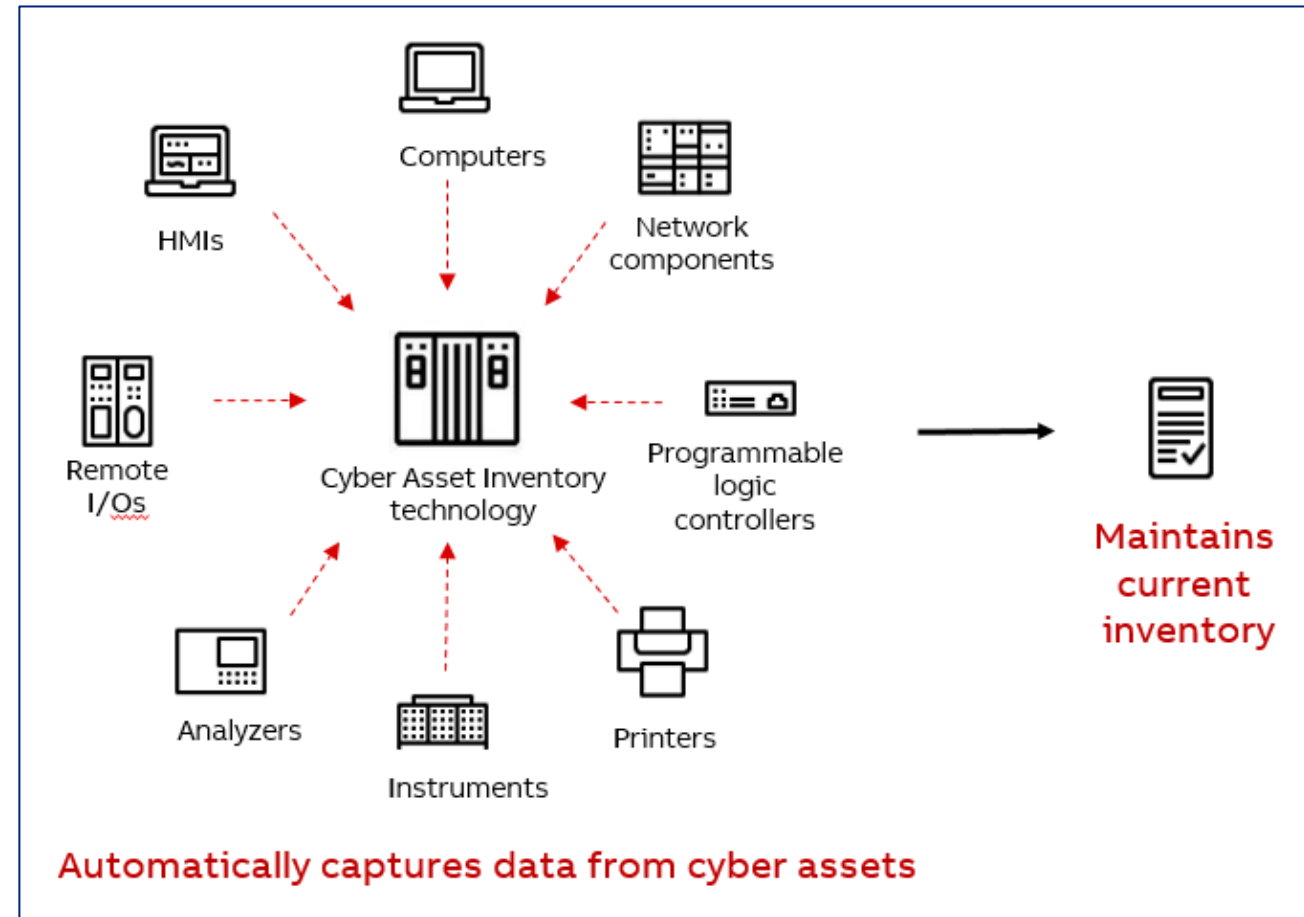 Computers
HMIs
Network
components
Remote
I/Os
Cyber Asset Inventory
technology
Programmable
logic
controllers
Maintains
current
inventory
Analyzers
Instruments
Printers
Automatically captures data from cyber assets